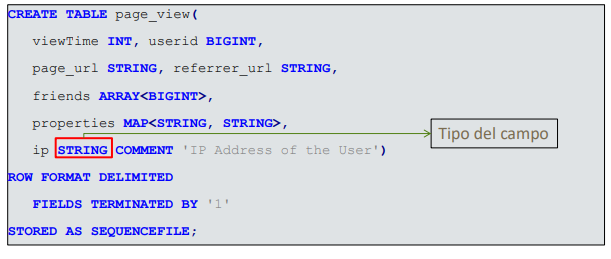 CREATE TABLE page_view(
viewTime INT, userid BIGINT,
page_url STRING, referrer_url STRING,
friends ARRAY<BIGINT>,
properties MAP<STRING, STRING>,
Tipo del campo
ip STRING COMMENT 'IP Address of the User')
ROW FORMAT DELIMITED
FIELDS TERMINATED BY '1'
STORED AS SEQUENCEFILE;